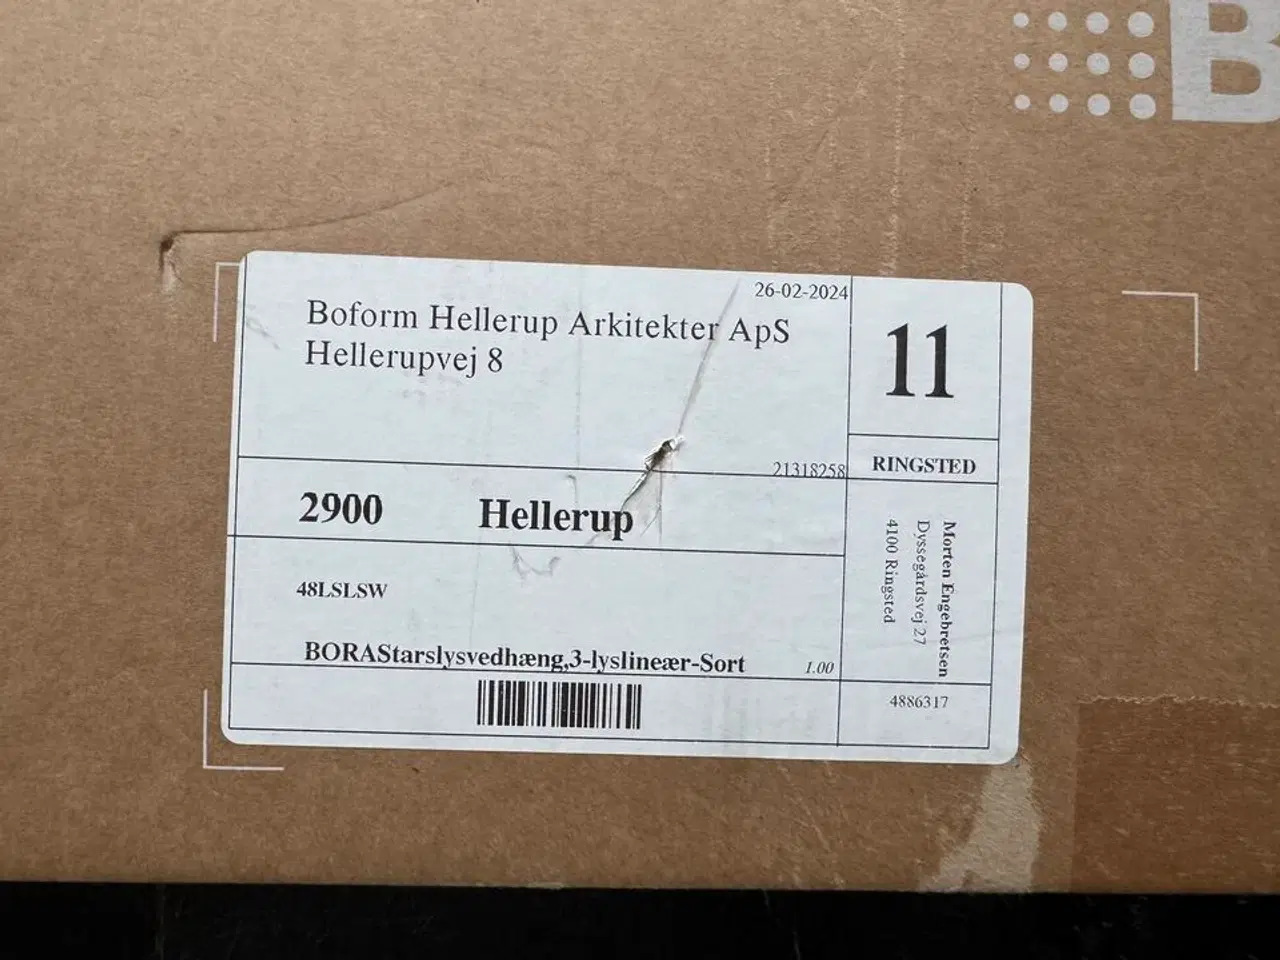 B
26-02-2024
Boform Hellerup Arkitekter ApS
Hellerupvej 8
21318258
11
RINGSTED
2900 Hellerup
48LSLSW
BORAStarslysvedhæng,3-lyslineær-Sort 1.00
Morten Engebretsen
Dyssegårdsvej 27
4100 Ringsted
4886317